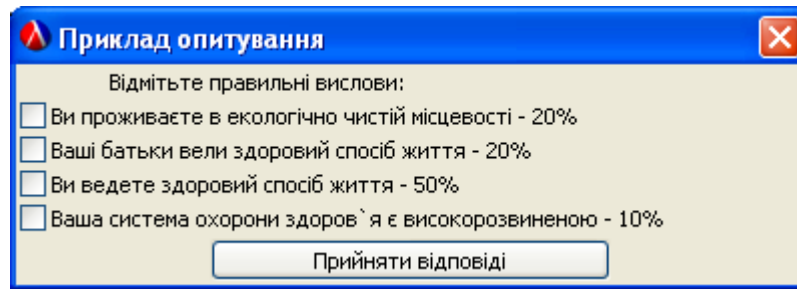 Приклад опитування
Відмітьте правильні вислови:
Ви проживаєте в екологічно чистій місцевості - 20%
Ваші батьки вели здоровий спосіб життя - 20%
Ви ведете здоровий спосіб життя - 50%
Ваша система охорони здоров`я є високорозвиненою - 10%
Прийняти відповіді